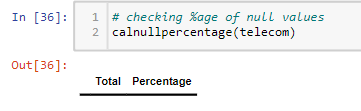 In [36]:
1 # checking %age of null values
2 calnullpercentage(telecom)
Out[36]:
Total Percentage